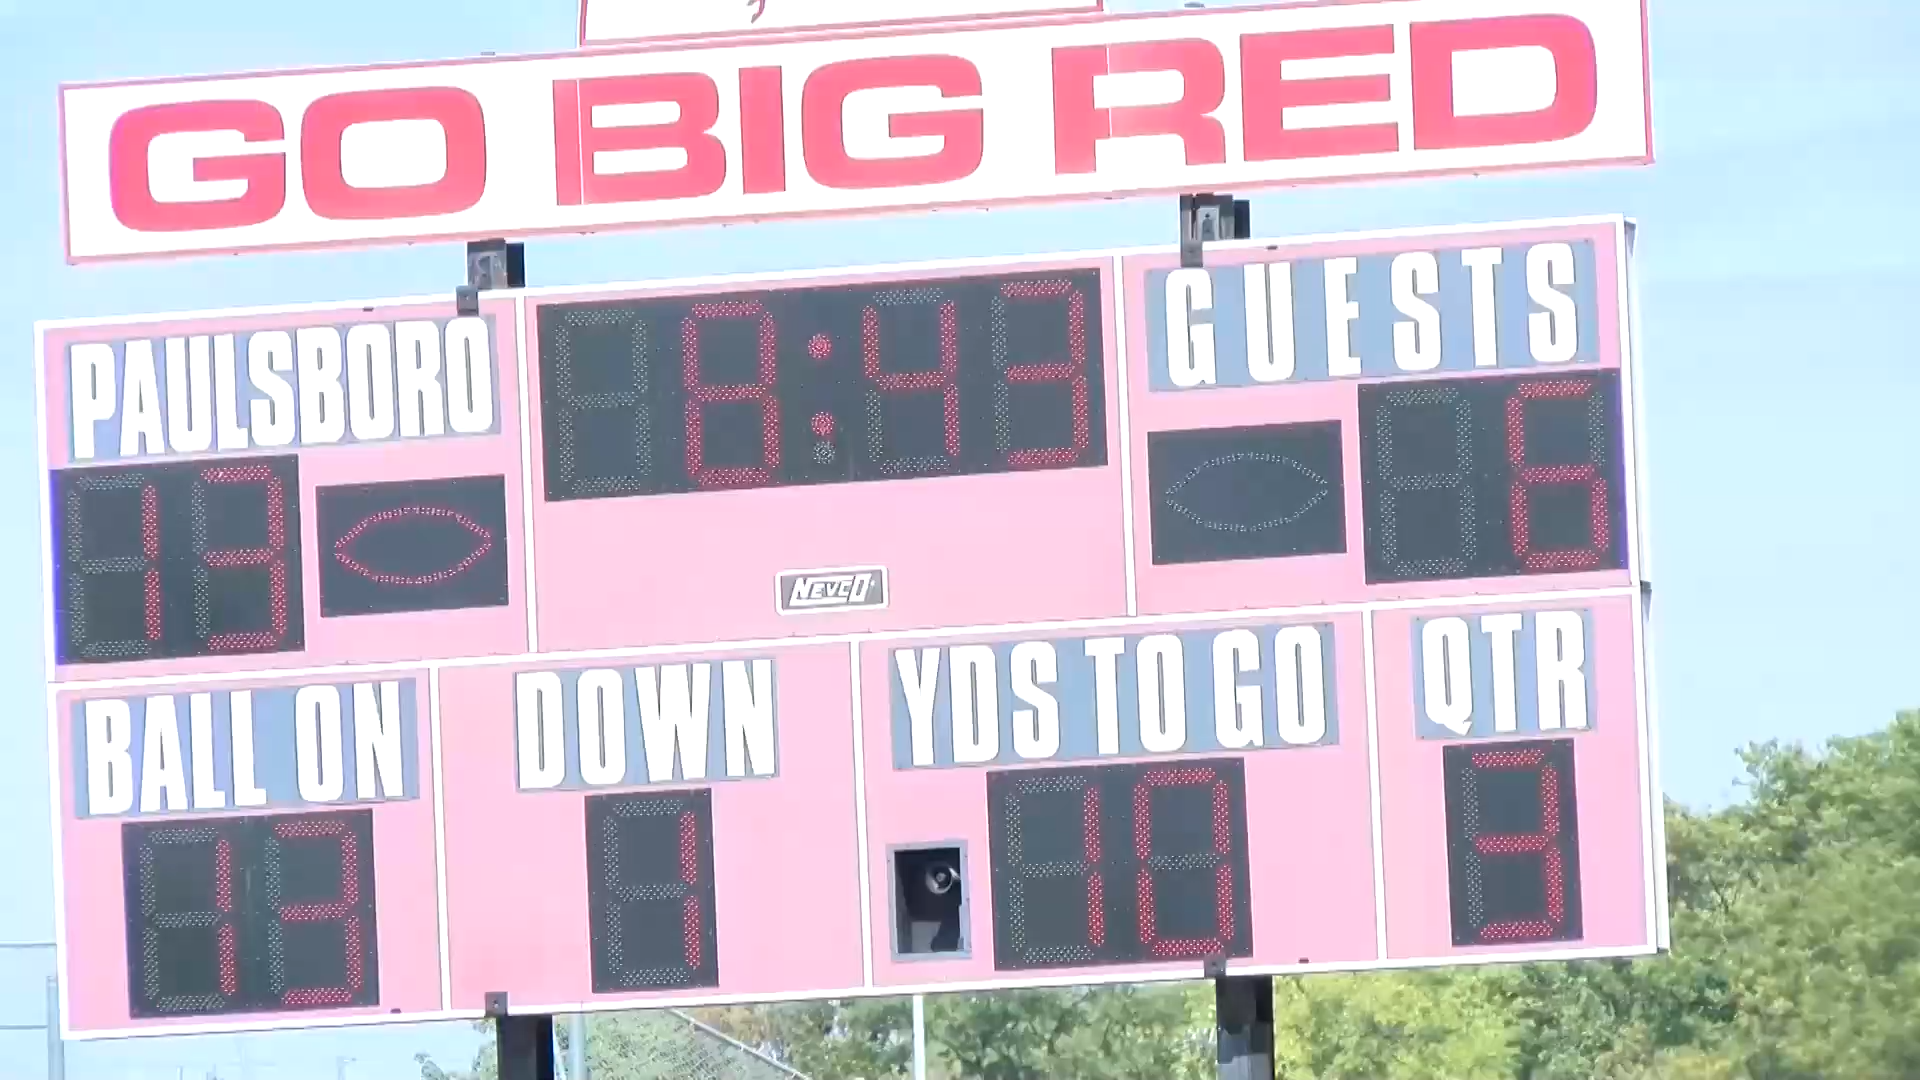 GO BIG RED
PAULSBORO
8:43
GUESTS
13
6
NEVCO
BALL ON
DOWN
YDS TO GO
QTR
13
1
10
3